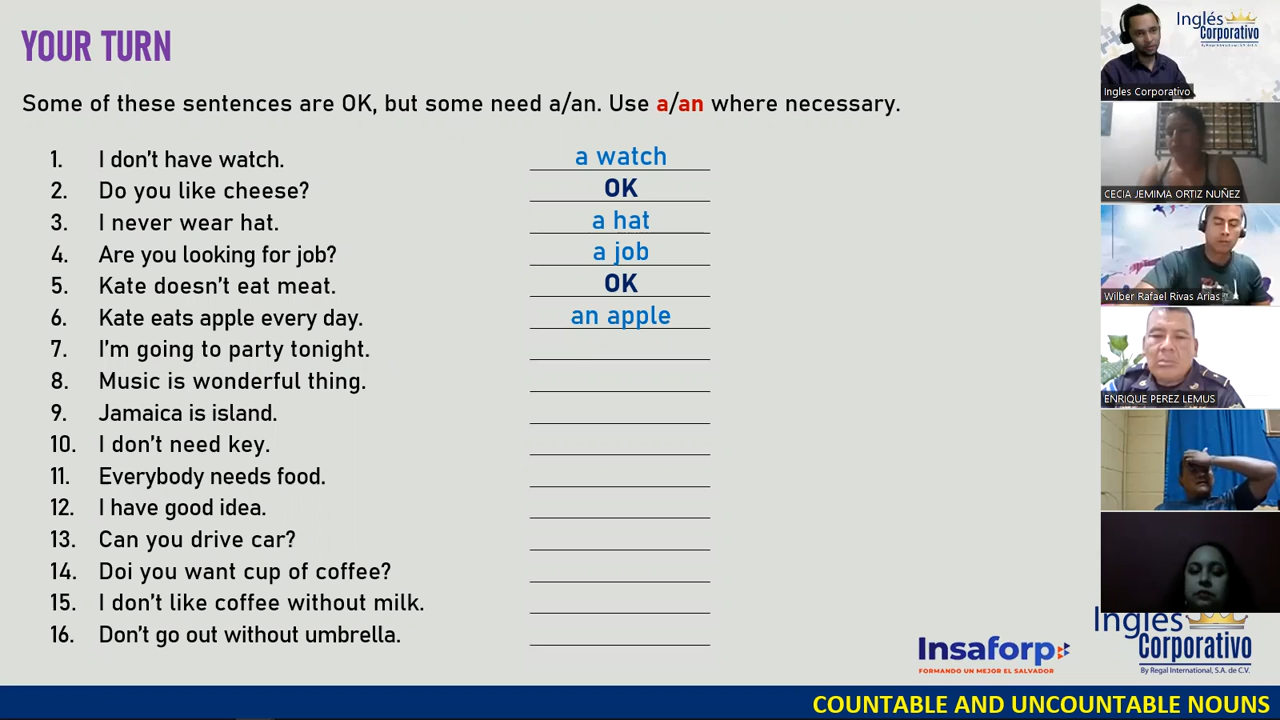 YOUR TURN
Some of these sentences are OK, but some need a/an. Use a/an where necessary.
1. I don't have watch. a watch
2. Do you like cheese? OK
3. I never wear hat. a hat
4. Are you looking for job? a job
5. Kate doesn't eat meat. OK
6. Kate eats apple every day. an apple
7. I'm going to party tonight.
8. Music is wonderful thing.
9. Jamaica is island.
10. I don't need key.
11. Everybody needs food.
12. I have good idea.
13. Can you drive car?
14. Doi you want cup of coffee?
15. I don't like coffee without milk.
16. Don't go out without umbrella.
Inglés
Corporativo
By Regal International, S.A. de C.V.
Ingles Corporativo
CECIA JEMIMA ORTIZ NUÑEZ
Wilber Rafael Rivas Arias
ENRIQUE PEREZ LEMUS
Insaforp
FORMANDO UN MEJOR EL SALVADOR
Inglés
Corporativo
By Regal International, S.A. de C.V.
COUNTABLE AND UNCOUNTABLE NOUNS